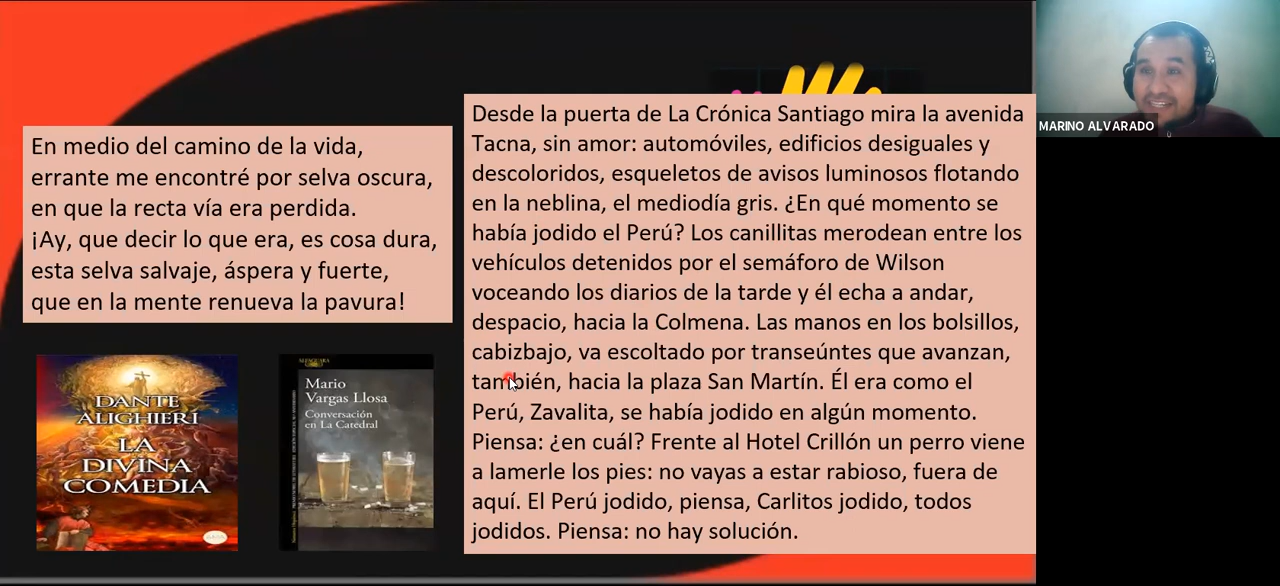 En medio del camino de la vida,
errante me encontré por selva oscura,
en que la recta vía era perdida.
¡Ay, que decir lo que era, es cosa dura,
esta selva salvaje, áspera y fuerte,
que en la mente renueva la pavura!
DANTE
ALIGHIERI
LA
DIVINA
COMEDIA
ALFAGUARA
Mario
Vargas Llosa
Conversación
en La Catedral
Desde la puerta de La Crónica Santiago mira la avenida
Tacna, sin amor: automóviles, edificios desiguales y
descoloridos, esqueletos de avisos luminosos flotando
en la neblina, el mediodía gris. ¿En qué momento se
había jodido el Perú? Los canillitas merodean entre los
vehículos detenidos por el semáforo de Wilson
voceando los diarios de la tarde y él echa a andar,
despacio, hacia la Colmena. Las manos en los bolsillos,
cabizbajo, va escoltado por transeúntes que avanzan,
también, hacia la plaza San Martín. Él era como el
Perú, Zavalita, se había jodido en algún momento.
Piensa: ¿en cuál? Frente al Hotel Crillón un perro viene
a lamerle los pies: no vayas a estar rabioso, fuera de
aquí. El Perú jodido, piensa, Carlitos jodido, todos
jodidos. Piensa: no hay solución.
MARINO ALVARADO